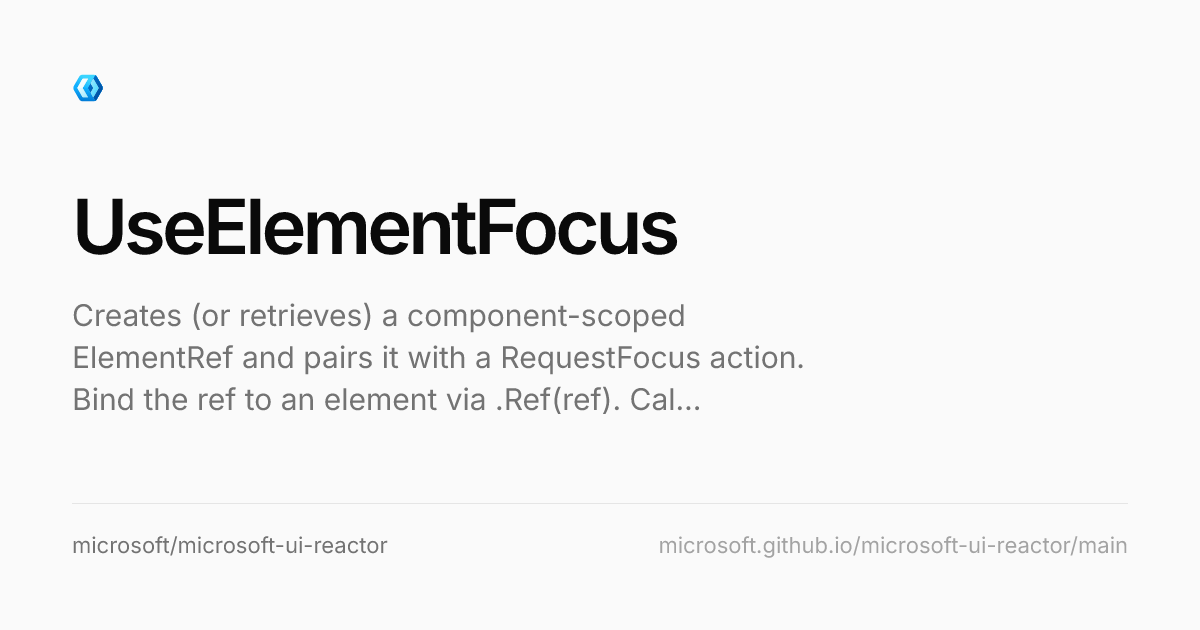 UseElementFocus
Creates (or retrieves) a component-scoped
ElementRef and pairs it with a RequestFocus action.
Bind the ref to an element via .Ref(ref). Cal...
microsoft/microsoft-ui-reactor
microsoft.github.io/microsoft-ui-reactor/main